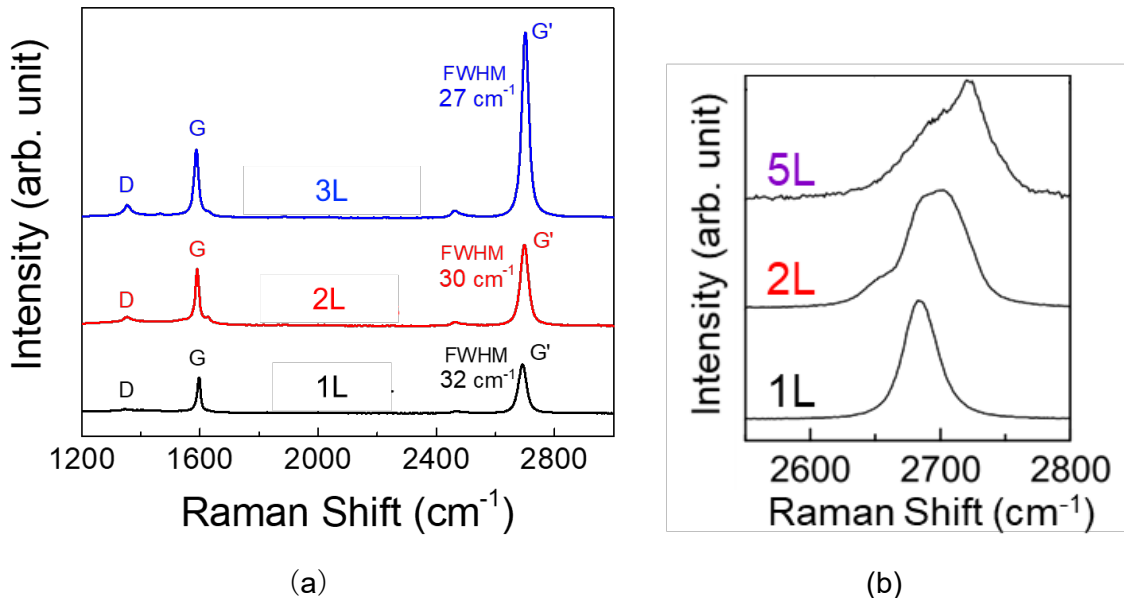 Intensity (arb. unit)
G'
FWHM
27 cm⁻¹
G
D
3L
G'
FWHM
30 cm⁻¹
G
D
2L
G'
FWHM
32 cm⁻¹
G
D
1L
1200 1600 2000 2400 2800
Raman Shift (cm⁻¹)
(a)
Intensity (arb. unit)
5L
2L
1L
2600 2700 2800
Raman Shift (cm⁻¹)
(b)